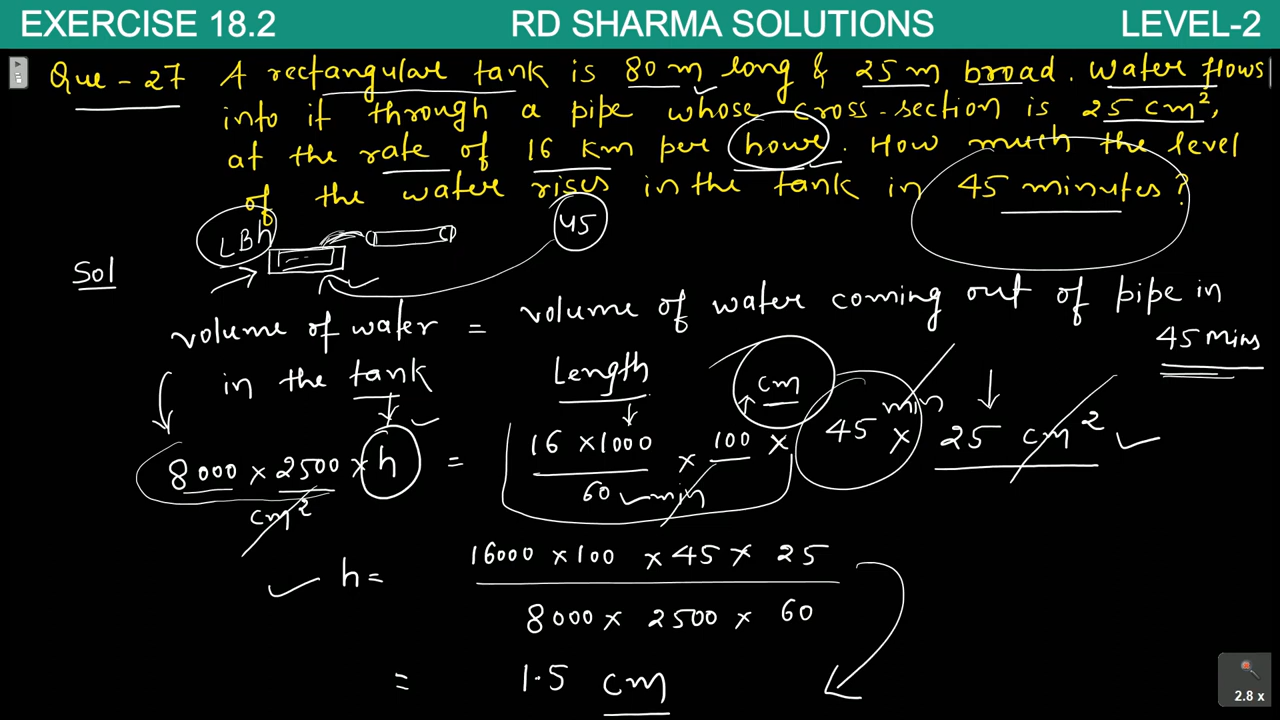 EXERCISE 18.2 RD SHARMA SOLUTIONS LEVEL-2
Que - 27 A rectangular tank is 80 m long & 25 m broad. Water flows
into it through a pipe whose cross-section is 25 cm²,
at the rate of 16 Km per hour. How much the level
of the water rises in the tank in 45 minutes?
LBh 45
Sol
volume of water = volume of water coming out of pipe in
45 mins
in the tank Length cm
8000 × 2500 × h = 16 × 1000 × 100 × 45 min × 25 cm²
cm² 60 min
h = 16000 × 100 × 45 × 25
8000 × 2500 × 60
= 1.5 cm
2.8 x